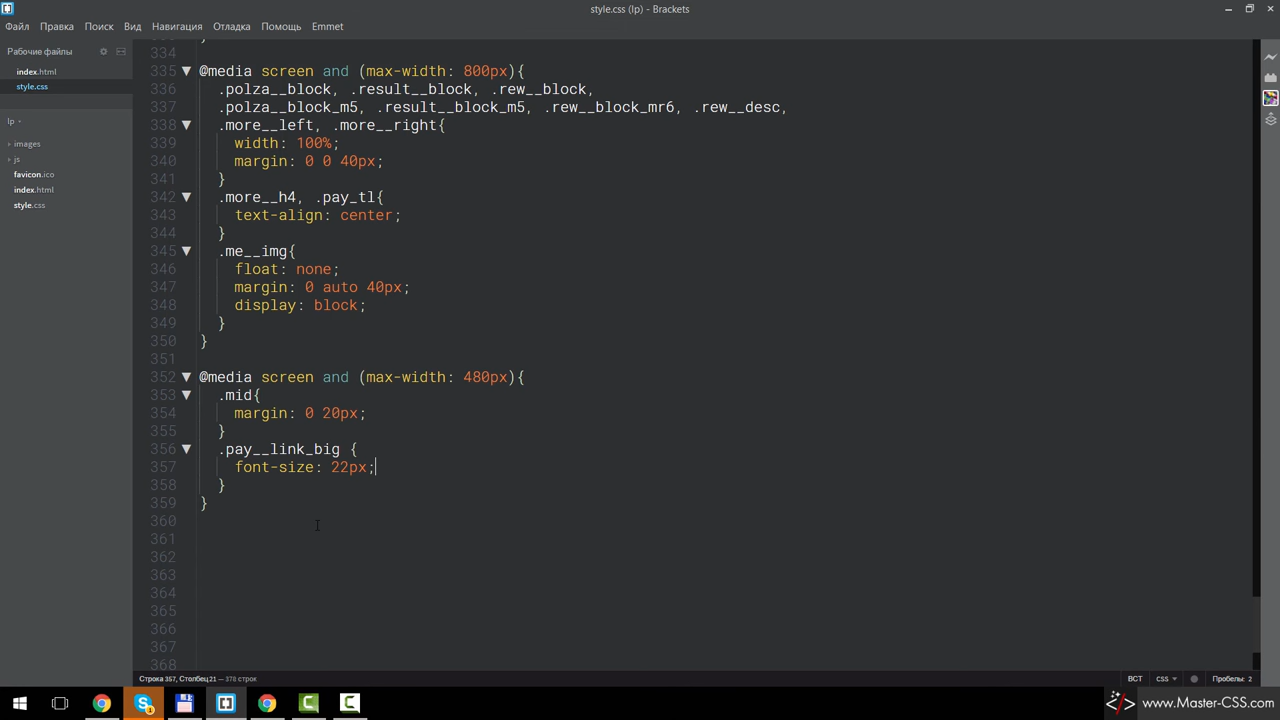 style.css (lp) - Brackets
Файл Правка Поиск Вид Навигация Отладка Помощь Emmet
Рабочие файлы
index.html
style.css
lp
images
js
favicon.ico
index.html
style.css
334
335 @media screen and (max-width: 800px){
336 .polza__block, .result__block, .rew__block,
337 .polza__block_m5, .result__block_m5, .rew__block_mr6, .rew__desc,
338 .more__left, .more__right{
339 width: 100%;
340 margin: 0 0 40px;
341 }
342 .more__h4, .pay_tl{
343 text-align: center;
344 }
345 .me__img{
346 float: none;
347 margin: 0 auto 40px;
348 display: block;
349 }
350 }
351
352 @media screen and (max-width: 480px){
353 .mid{
354 margin: 0 20px;
355 }
356 .pay__link_big {
357 font-size: 22px;
358 }
359 }
360
361
362
363
364
365
366
367
368
Строка 357, Столбец 21 — 378 строк
ВСТ CSS Пробелы: 2
www.Master-CSS.com